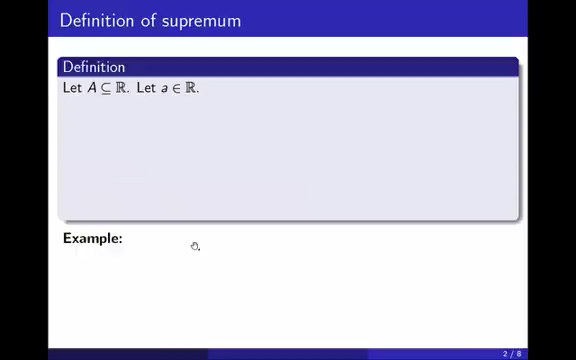 Definition of supremum
Definition
Let A ⊆ ℝ. Let a ∈ ℝ.
Example:
2 / 8